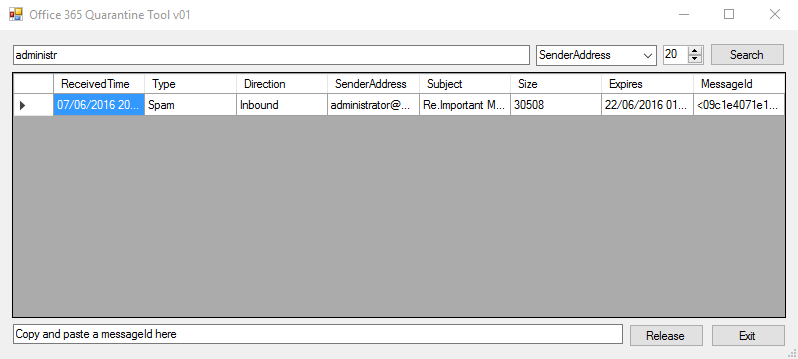 Office 365 Quarantine Tool v01
administr SenderAddress 20 Search
ReceivedTime Type Direction SenderAddress Subject Size Expires MessageId
07/06/2016 20... Spam Inbound administrator@... Re.Important M... 30508 22/06/2016 01... <09c1e4071e1...
Copy and paste a messageId here Release Exit